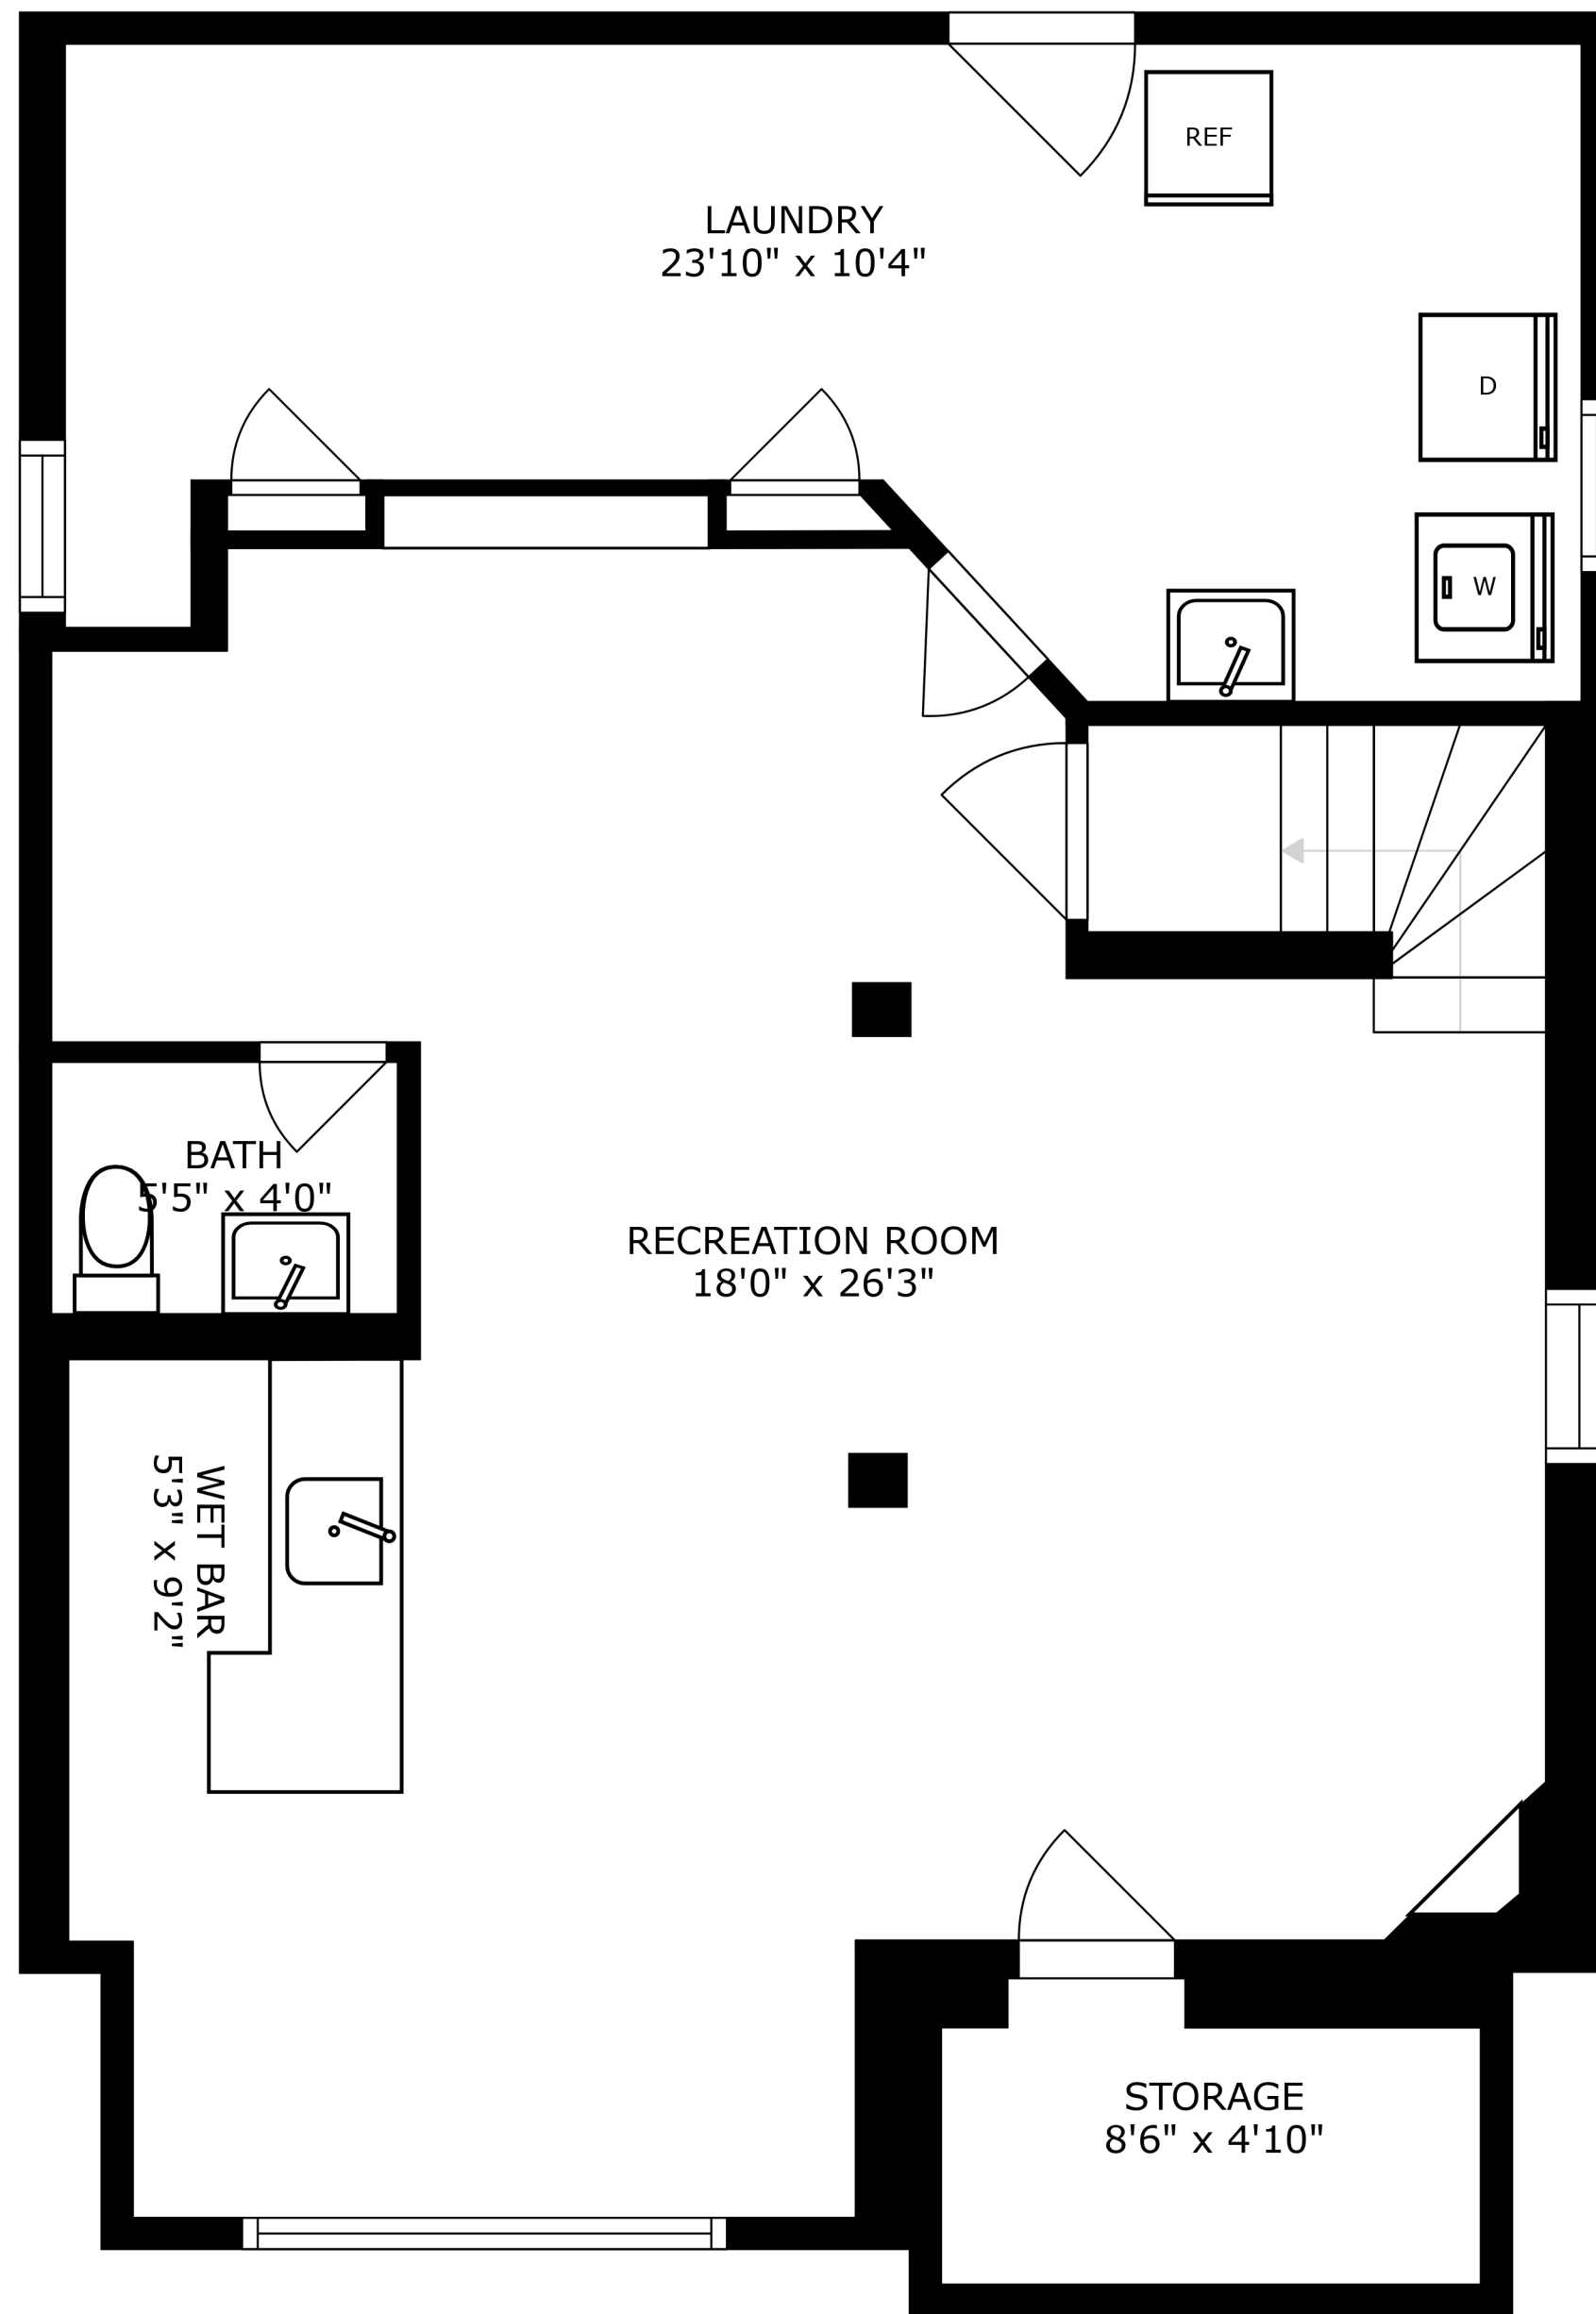 REF
LAUNDRY
23'10" x 10'4"
D
W
BATH
5'5" x 4'0"
RECREATION ROOM
18'0" x 26'3"
WET BAR
5'3" x 9'2"
STORAGE
8'6" x 4'10"